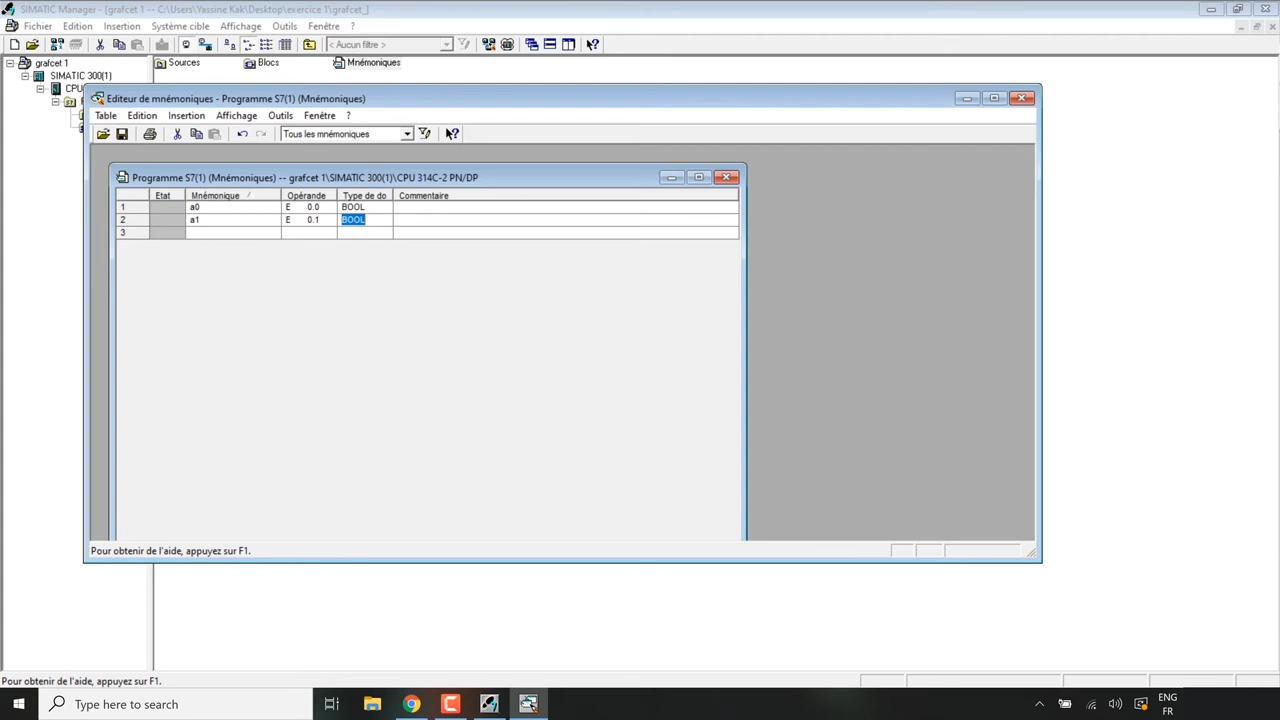 SIMATIC Manager - [grafcet 1 -- C:\Users\Yassine Kak\Desktop\exercice 1\grafcet_]
Fichier Edition Insertion Système cible Affichage Outils Fenêtre ?
< Aucun filtre >
grafcet 1
SIMATIC 300(1)
CPU
Sources Blocs Mnémoniques
Editeur de mnémoniques - Programme S7(1) (Mnémoniques)
Table Edition Insertion Affichage Outils Fenêtre ?
Tous les mnémoniques
Programme S7(1) (Mnémoniques) -- grafcet 1\SIMATIC 300(1)\CPU 314C-2 PN/DP
Etat Mnémonique Opérande Type de do Commentaire
1 a0 E 0.0 BOOL
2 a1 E 0.1 BOOL
3
Pour obtenir de l'aide, appuyez sur F1.
Pour obtenir de l'aide, appuyez sur F1.
Type here to search
ENG
FR